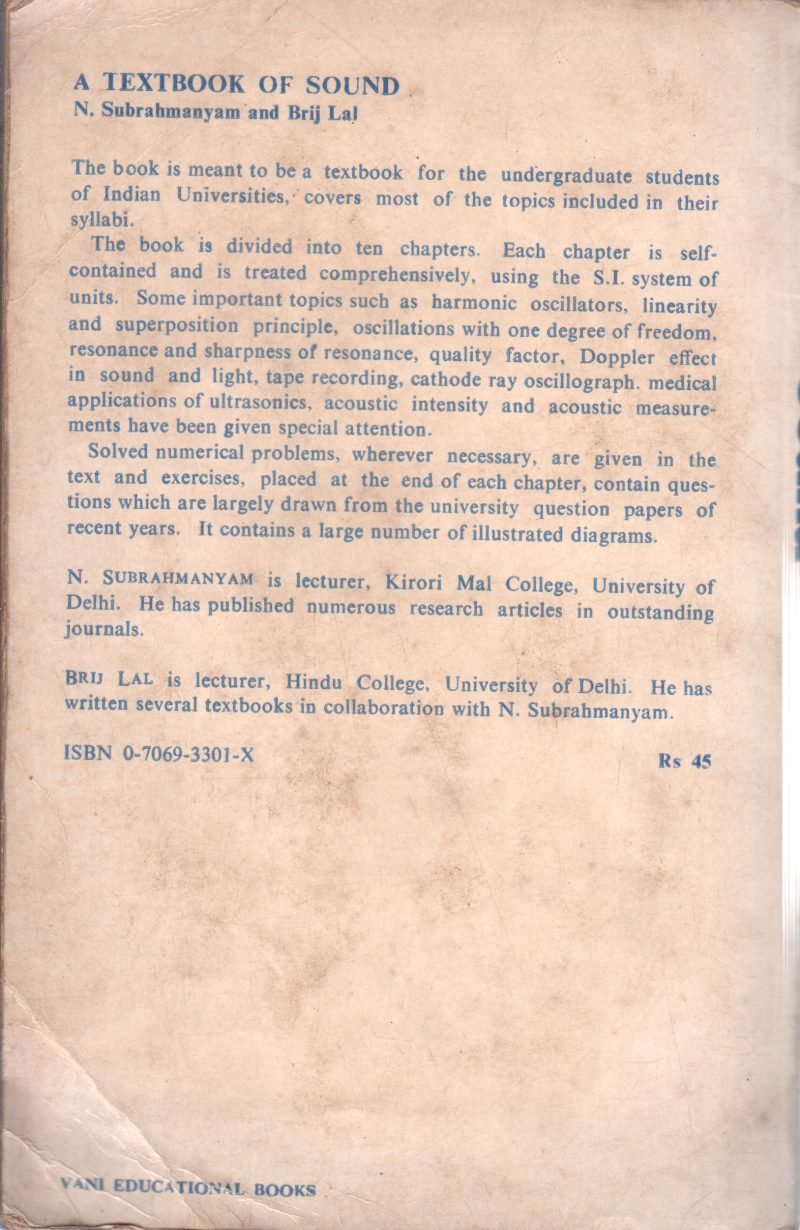 A TEXTBOOK OF SOUND
N. Subrahmanyam and Brij Lal
The book is meant to be a textbook for the undergraduate students
of Indian Universities, covers most of the topics included in their
syllabi.
The book is divided into ten chapters. Each chapter is self-
contained and is treated comprehensively, using the S.I. system of
units. Some important topics such as harmonic oscillators, linearity
and superposition principle, oscillations with one degree of freedom,
resonance and sharpness of resonance, quality factor, Doppler effect
in sound and light, tape recording, cathode ray oscillograph. medical
applications of ultrasonics, acoustic intensity and acoustic measure-
ments have been given special attention.
Solved numerical problems, wherever necessary, are given in the
text and exercises, placed at the end of each chapter, contain ques-
tions which are largely drawn from the university question papers of
recent years. It contains a large number of illustrated diagrams.
N. SUBRAHMANYAM is lecturer, Kirori Mal College, University of
Delhi. He has published numerous research articles in outstanding
journals.
BRIJ LAL is lecturer, Hindu College, University of Delhi. He has
written several textbooks in collaboration with N. Subrahmanyam.
ISBN 0-7069-3301-X Rs 45
VANI EDUCATIONAL BOOKS